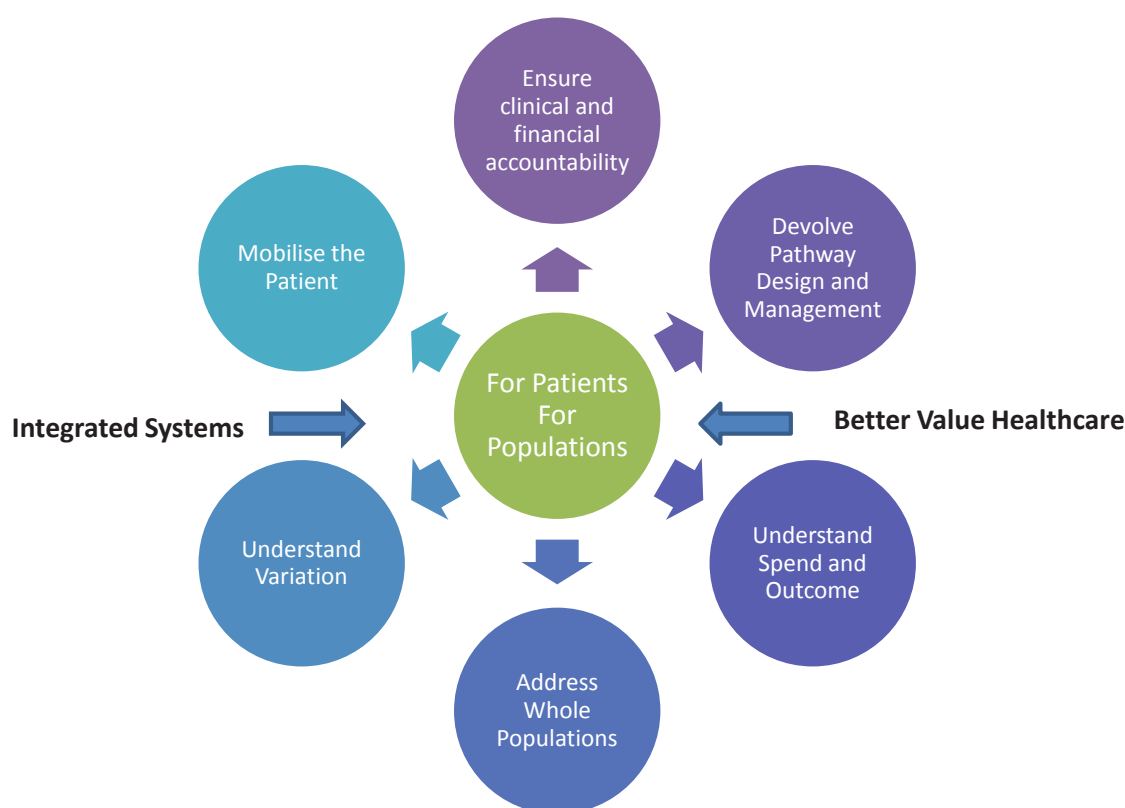 Ensure
clinical and
financial
accountability
Mobilise the
Patient
Devolve
Pathway
Design and
Management
For Patients
For
Populations
Integrated Systems
Better Value Healthcare
Understand
Variation
Understand
Spend and
Outcome
Address
Whole
Populations